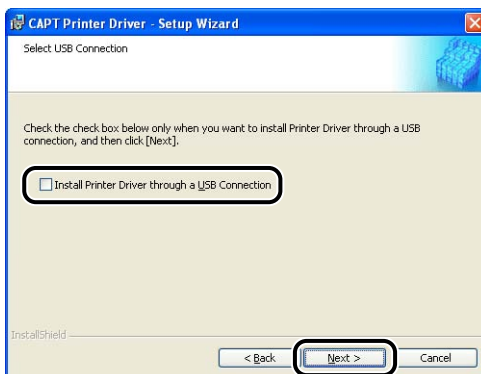 CAPT Printer Driver - Setup Wizard
Select USB Connection
Check the check box below only when you want to install Printer Driver through a USB
connection, and then click [Next].
Install Printer Driver through a USB Connection
InstallShield
< Back Next > Cancel